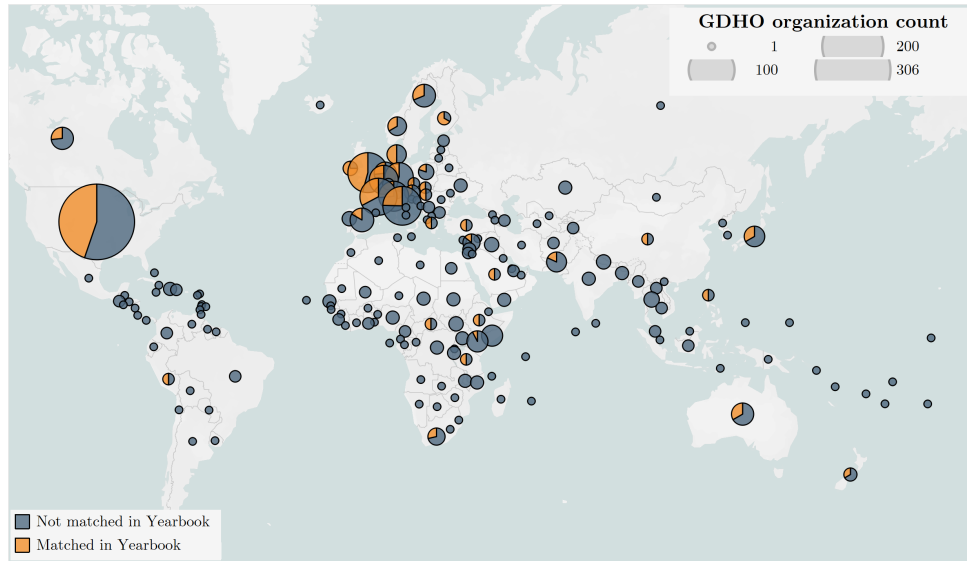 GDHO organization count
1
200
100
306
Not matched in Yearbook
Matched in Yearbook